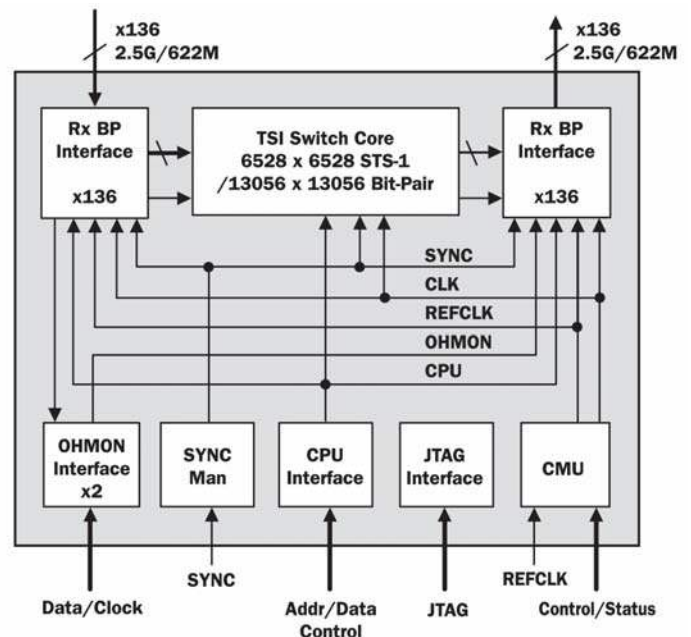 x136
2.5G/622M
x136
2.5G/622M
Rx BP
Interface
x136
TSI Switch Core
6528 x 6528 STS-1
/13056 x 13056 Bit-Pair
Rx BP
Interface
x136
SYNC
CLK
REFCLK
OHMON
CPU
OHMON
Interface
x2
SYNC
Man
CPU
Interface
JTAG
Interface
CMU
SYNC
REFCLK
Data/Clock
Addr/Data
Control
JTAG
Control/Status